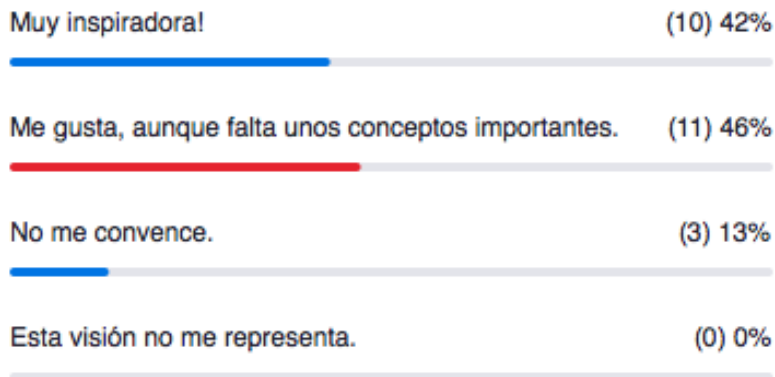 Muy inspiradora! (10) 42%
Me gusta, aunque falta unos conceptos importantes. (11) 46%
No me convence. (3) 13%
Esta visión no me representa. (0) 0%